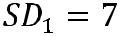 SD₁ = 7